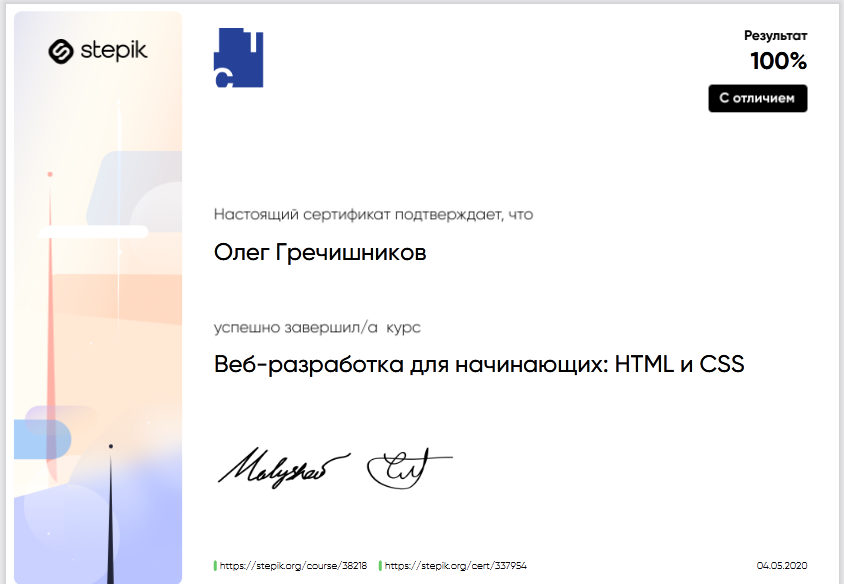 stepik
ТС
Результат
100%
С отличием
Настоящий сертификат подтверждает, что
Олег Гречишников
успешно завершил/а курс
Веб-разработка для начинающих: HTML и CSS
Malyshev
https://stepik.org/course/38218
https://stepik.org/cert/337954
04.05.2020